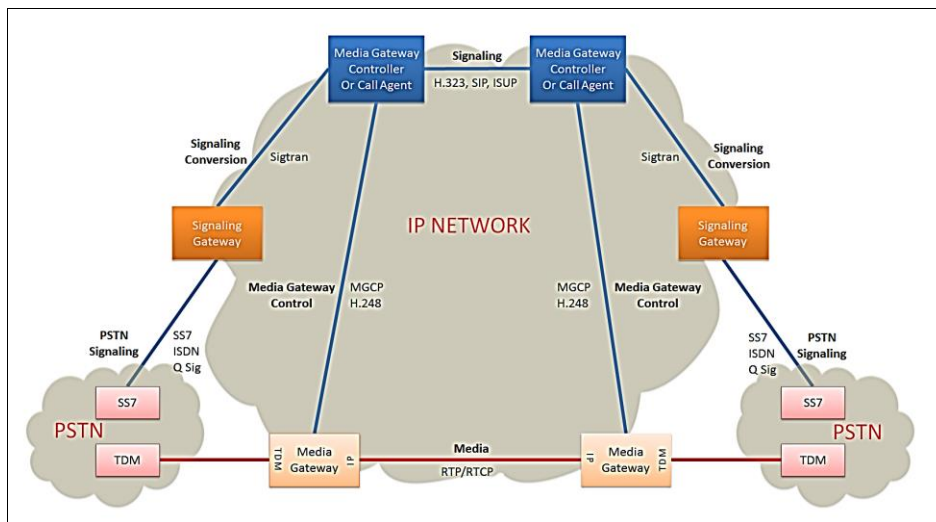 Media Gateway
Controller
Or Call Agent
Signaling
H.323, SIP, ISUP
Media Gateway
Controller
Or Call Agent
Signaling
Conversion
Sigtran
Sigtran
Signaling
Conversion
Signaling
Gateway
IP NETWORK
Signaling
Gateway
Media Gateway
Control
MGCP
H.248
MGCP
H.248
Media Gateway
Control
PSTN
Signaling
SS7
ISDN
Q Sig
SS7
ISDN
Q Sig
PSTN
Signaling
SS7
PSTN
TDM
TDM
Media
Gateway
IP
Media
RTP/RTCP
IP
Media
Gateway
TDM
SS7
PSTN
TDM